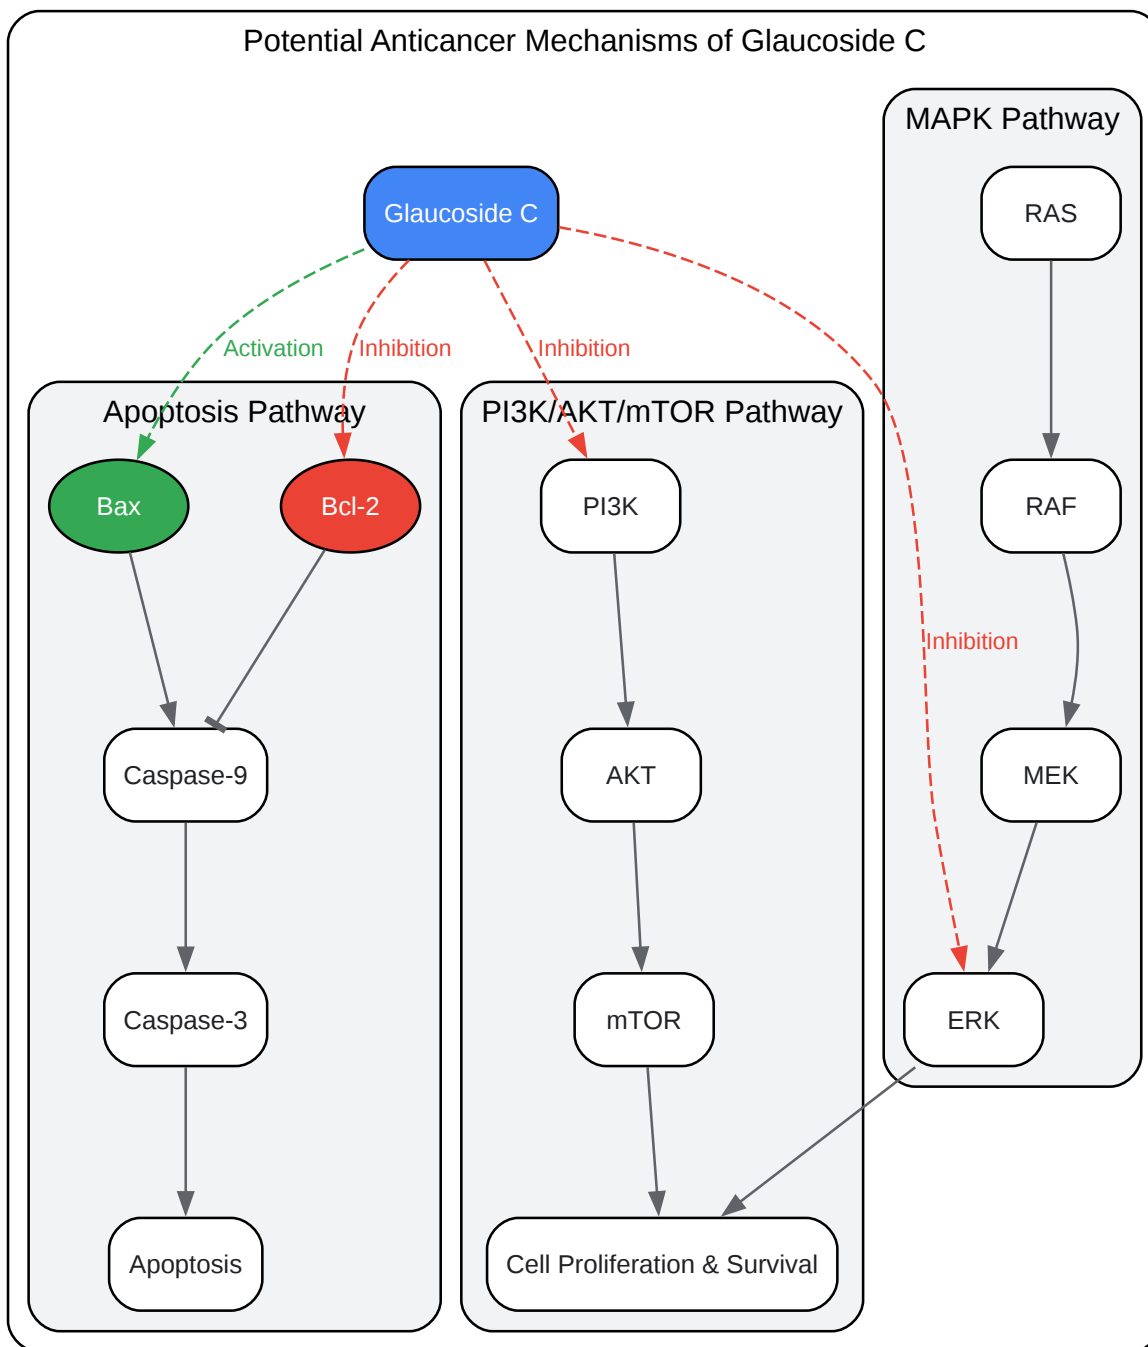 Potential Anticancer Mechanisms of Glaucoside C
MAPK Pathway
Glaucoside C
RAS
Activation
Inhibition
Inhibition
Apoptosis Pathway
PI3K/AKT/mTOR Pathway
Bax
Bcl-2
PI3K
RAF
Inhibition
Caspase-9
AKT
MEK
Caspase-3
mTOR
ERK
Apoptosis
Cell Proliferation & Survival